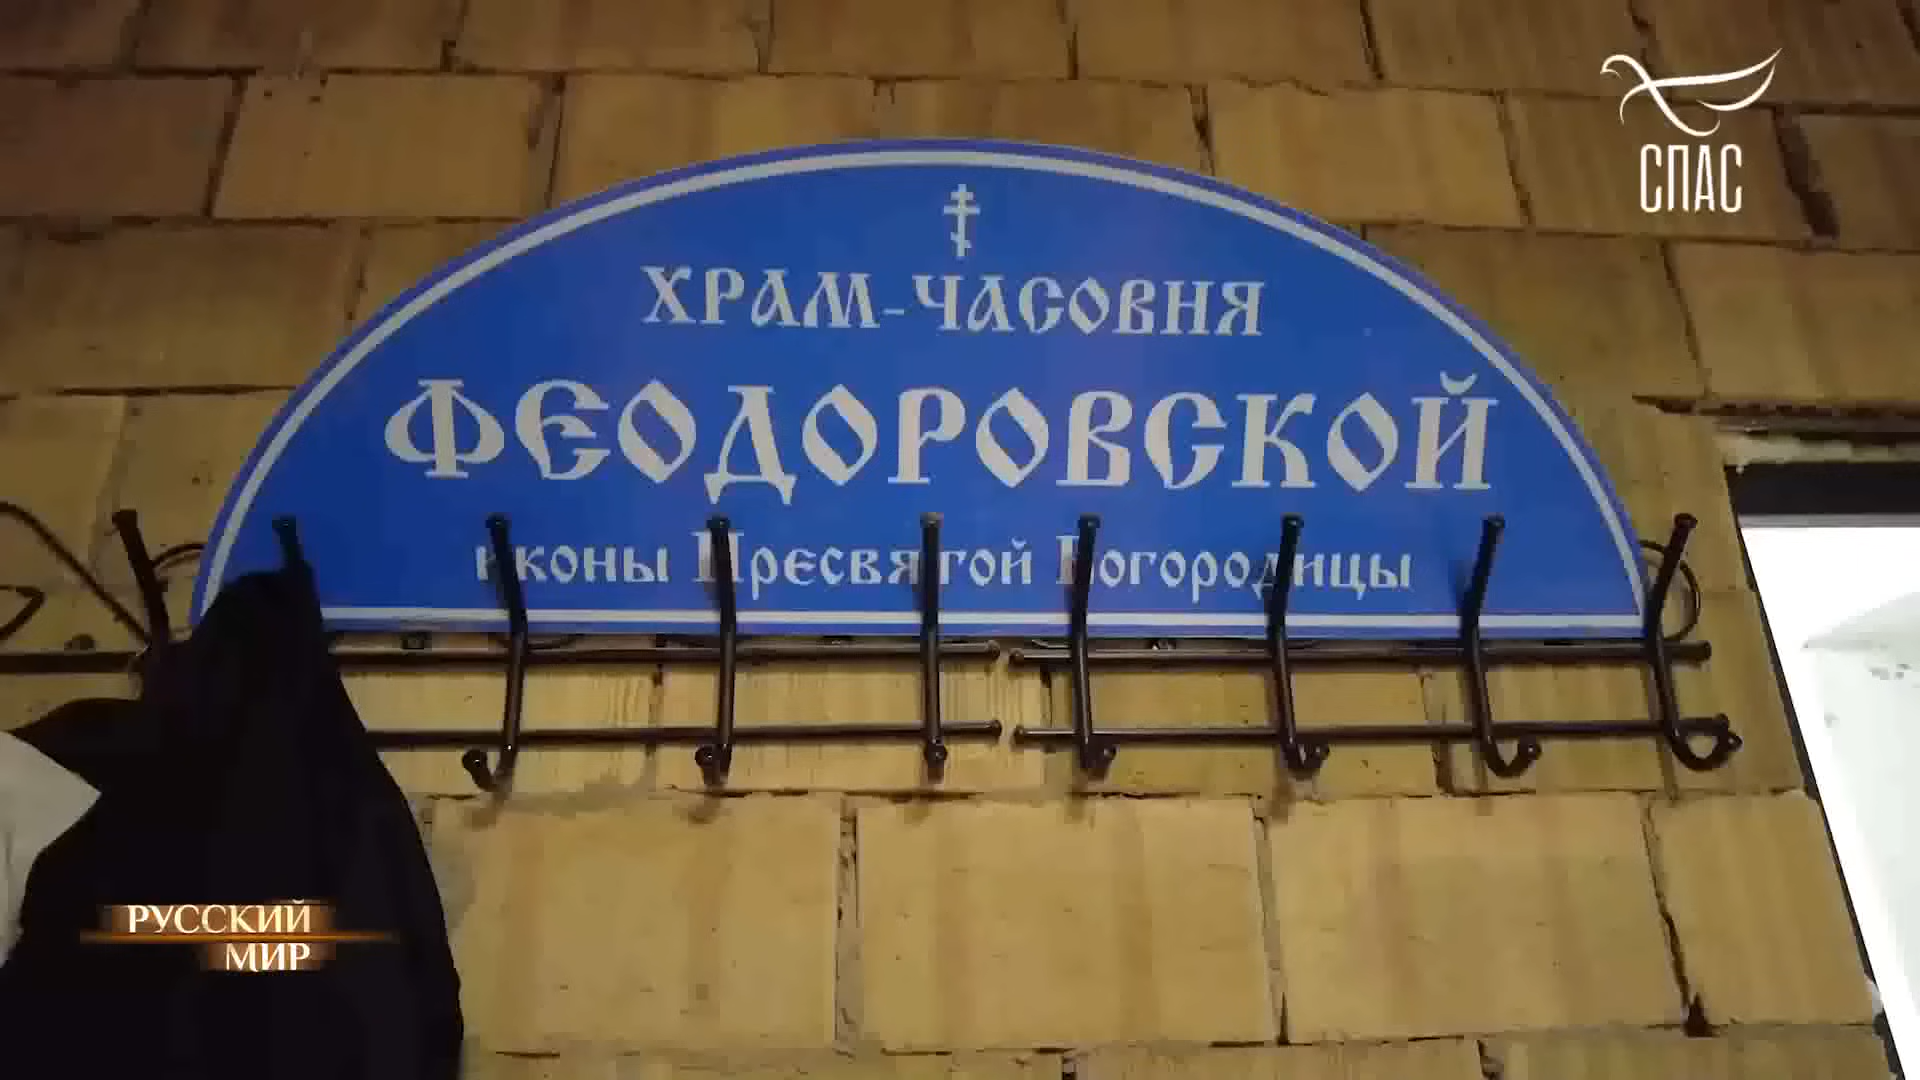 СПАС
ХРАМ-ЧАСОВНЯ
ФЕОДОРОВСКОЙ
иконы Пресвятой Богородицы
РУССКИЙ
МИР